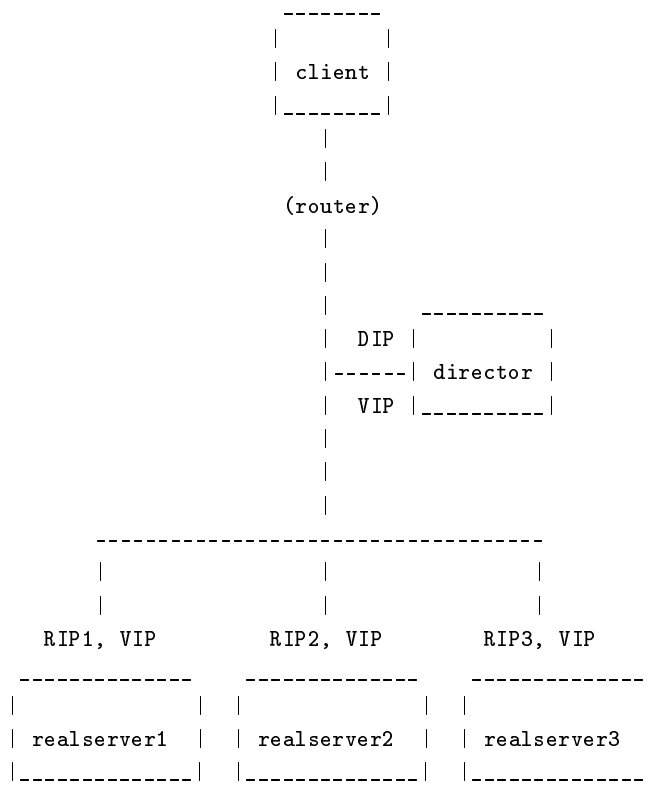 client
(router)
DIP
director
VIP
RIP1, VIP RIP2, VIP RIP3, VIP
realserver1 realserver2 realserver3